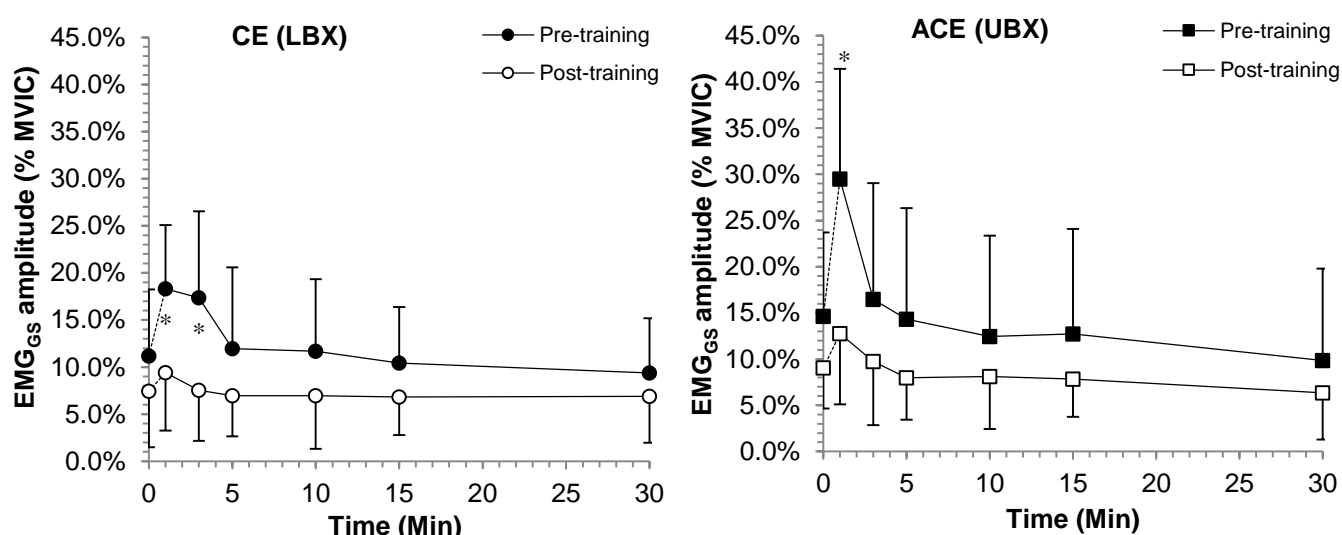 CE (LBX)
Pre-training
Post-training
EMG_GS amplitude (% MVIC)
45.0%
40.0%
35.0%
30.0%
25.0%
20.0%
15.0%
10.0%
5.0%
0.0%
* *
0 5 10 15 20 25 30
Time (Min)
ACE (UBX)
Pre-training
Post-training
EMG_GS amplitude (% MVIC)
45.0%
40.0%
35.0%
30.0%
25.0%
20.0%
15.0%
10.0%
5.0%
0.0%
*
0 5 10 15 20 25 30
Time (Min)